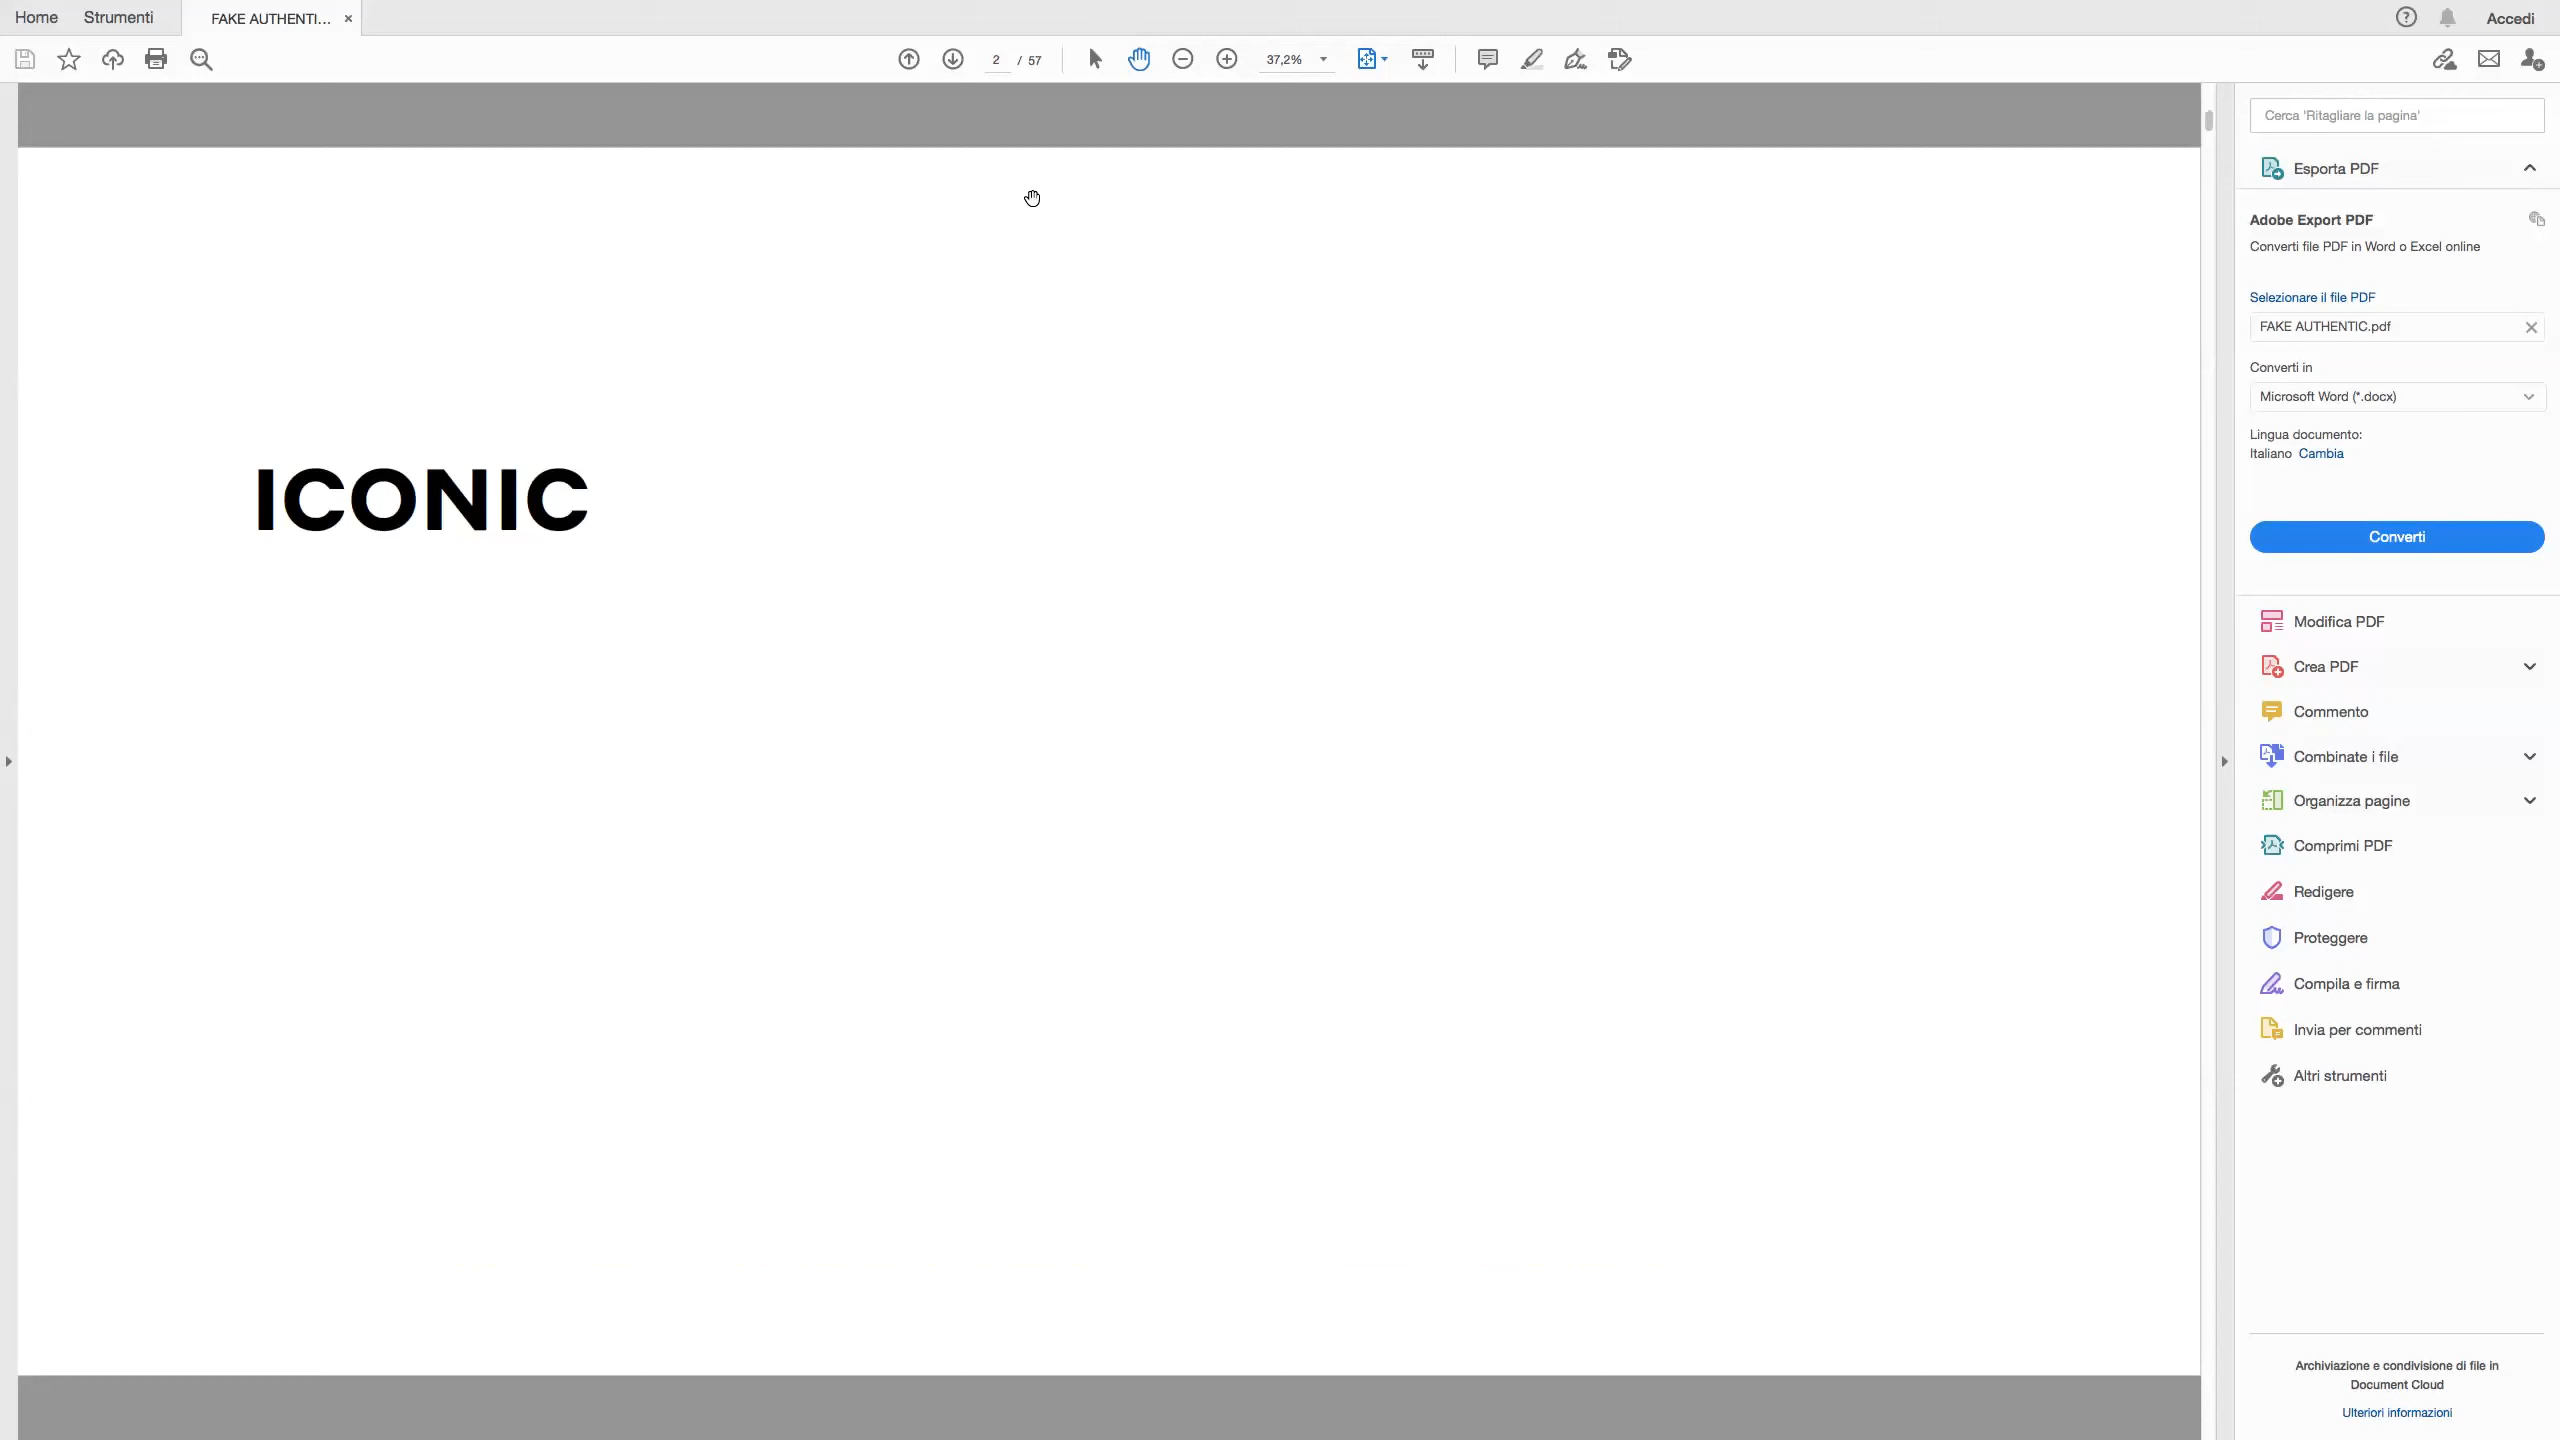 Home Strumenti FAKE AUTHENTI... Accedi
2 / 57 37,2%
Cerca 'Ritagliare la pagina'
Esporta PDF
Adobe Export PDF
Converti file PDF in Word o Excel online
Selezionare il file PDF
FAKE AUTHENTIC.pdf
Converti in
Microsoft Word (*.docx)
Lingua documento:
Italiano Cambia
Converti
ICONIC
Modifica PDF
Crea PDF
Commento
Combinate i file
Organizza pagine
Comprimi PDF
Redigere
Proteggere
Compila e firma
Invia per commenti
Altri strumenti
Archiviazione e condivisione di file in
Document Cloud
Ulteriori informazioni